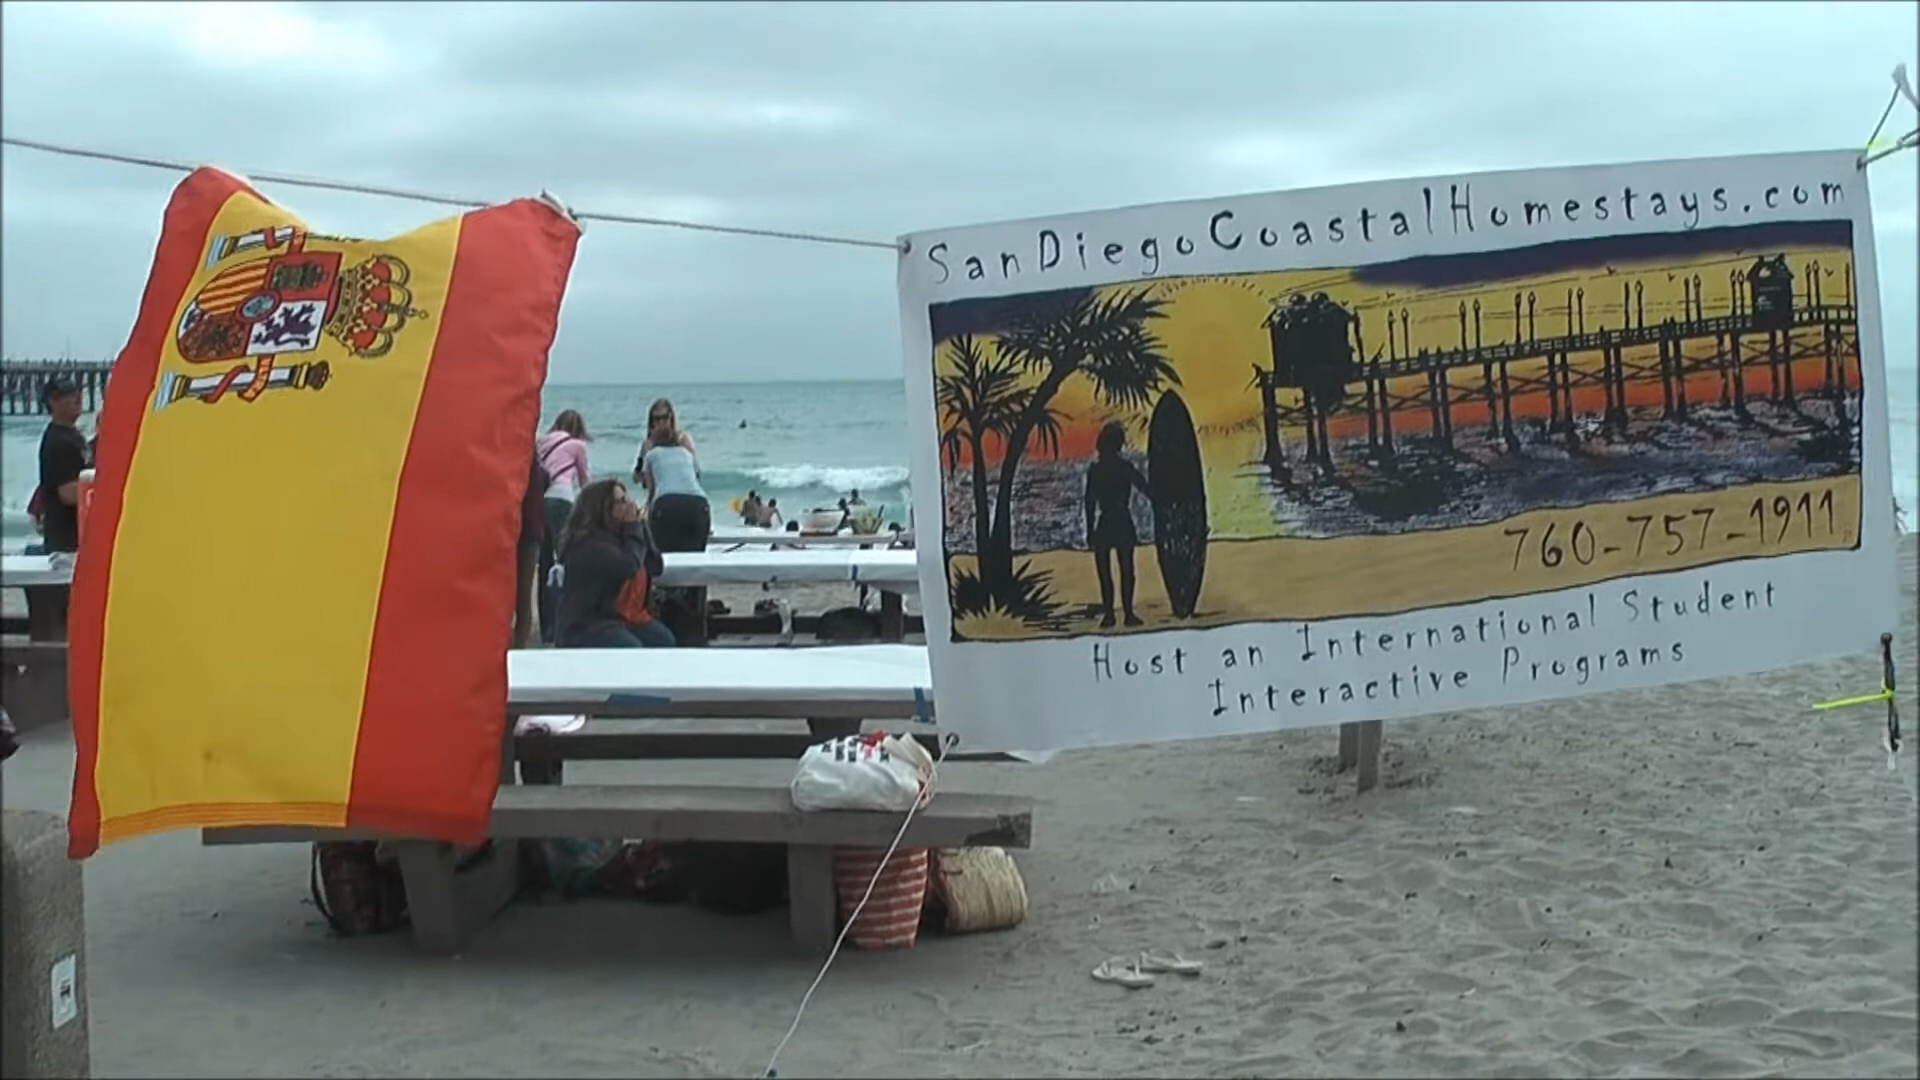 SanDiegoCoastalHomestays.com
760-757-1911
Host an International Student
Interactive Programs